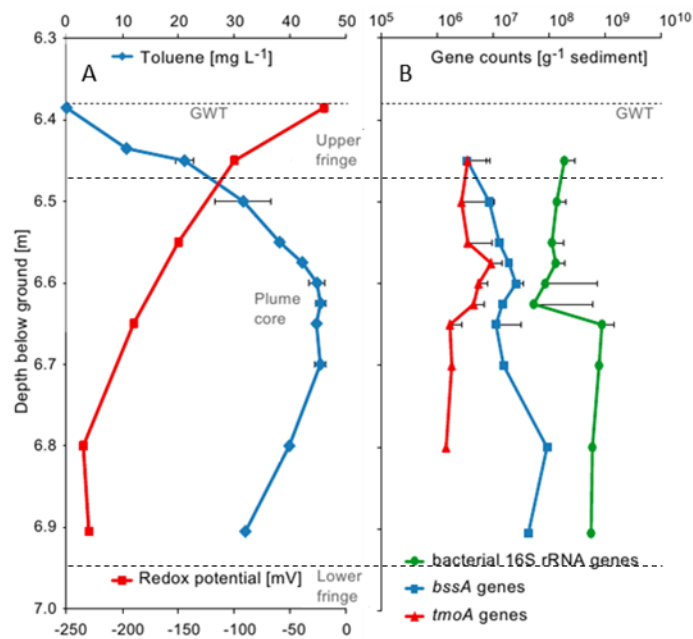 0 10 20 30 40 50
10⁵ 10⁶ 10⁷ 10⁸ 10⁹ 10¹⁰
6.3
A
Toluene [mg L⁻¹]
B
Gene counts [g⁻¹ sediment]
GWT
GWT
6.4
Upper
fringe
6.5
6.6
Plume
core
Depth below ground [m]
6.7
6.8
6.9
bacterial 16S rRNA genes
Redox potential [mV]
Lower
fringe
bssA genes
tmoA genes
7.0
-250 -100 -150 -100 -50 0